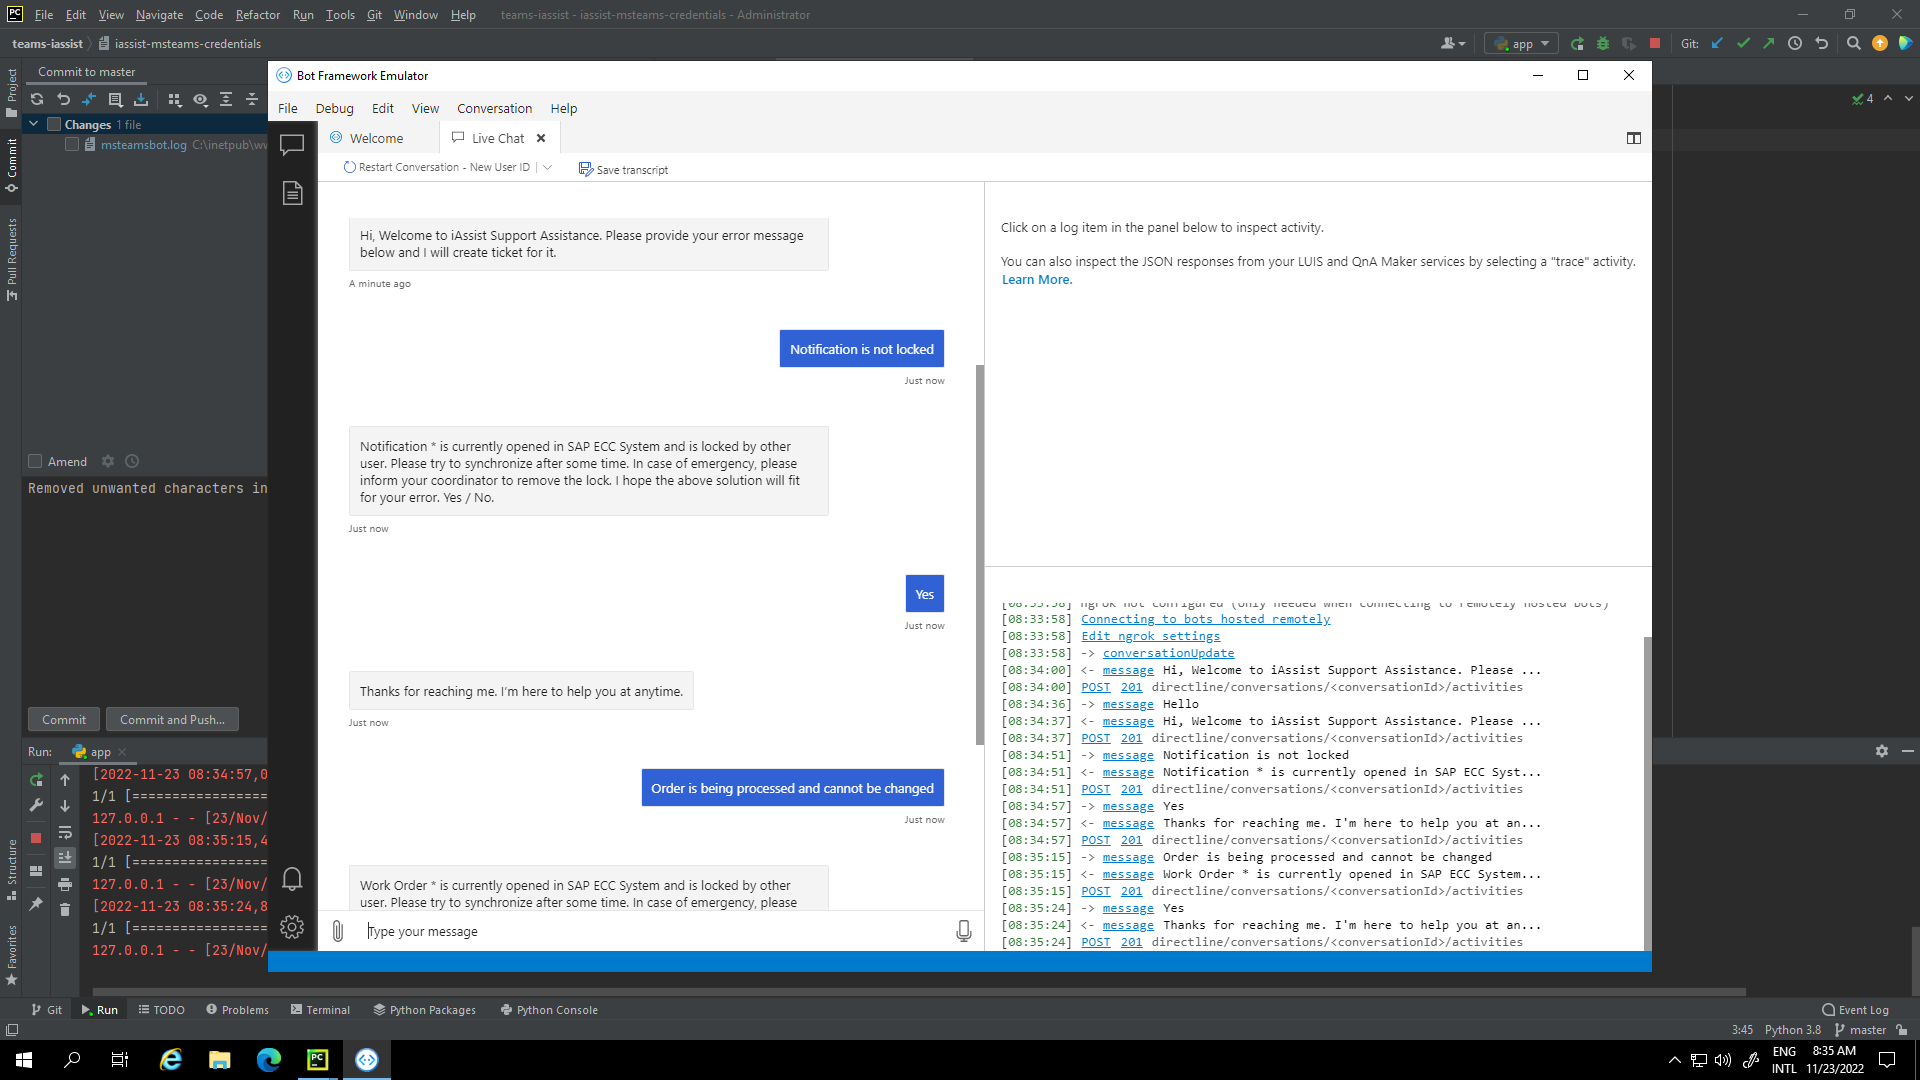 File Edit View Navigate Code Refactor Run Tools Git Window Help teams-iassist - iassist-msteams-credentials - Administrator
teams-iassist iassist-msteams-credentials app Git:
Commit to master
Bot Framework Emulator
File Debug Edit View Conversation Help
Welcome Live Chat
Restart Conversation - New User ID Save transcript
Project
Commit
Pull Requests
Changes 1 file
msteamsbot.log C:\inetpub\w
4
Hi, Welcome to iAssist Support Assistance. Please provide your error message
below and I will create ticket for it.
A minute ago
Notification is not locked
Just now
Notification * is currently opened in SAP ECC System and is locked by other
user. Please try to synchronize after some time. In case of emergency, please
inform your coordinator to remove the lock. I hope the above solution will fit
for your error. Yes / No.
Just now
Yes
Just now
Thanks for reaching me. I'm here to help you at anytime.
Just now
Order is being processed and cannot be changed
Just now
Work Order * is currently opened in SAP ECC System and is locked by other
user. Please try to synchronize after some time. In case of emergency, please
Type your message
Click on a log item in the panel below to inspect activity.
You can also inspect the JSON responses from your LUIS and QnA Maker services by selecting a "trace" activity.
Learn More.
[08:33:58] ngrok not configured (only needed when connecting to remotely hosted bots)
[08:33:58] Connecting to bots hosted remotely
[08:33:58] Edit ngrok settings
[08:33:58] -> conversationUpdate
[08:34:00] <- message Hi, Welcome to iAssist Support Assistance. Please ...
[08:34:00] POST 201 directline/conversations/<conversationId>/activities
[08:34:36] -> message Hello
[08:34:37] <- message Hi, Welcome to iAssist Support Assistance. Please ...
[08:34:37] POST 201 directline/conversations/<conversationId>/activities
[08:34:51] -> message Notification is not locked
[08:34:51] <- message Notification * is currently opened in SAP ECC Syst...
[08:34:51] POST 201 directline/conversations/<conversationId>/activities
[08:34:57] -> message Yes
[08:34:57] <- message Thanks for reaching me. I'm here to help you at an...
[08:34:57] POST 201 directline/conversations/<conversationId>/activities
[08:35:15] -> message Order is being processed and cannot be changed
[08:35:15] <- message Work Order * is currently opened in SAP ECC System...
[08:35:15] POST 201 directline/conversations/<conversationId>/activities
[08:35:24] -> message Yes
[08:35:24] <- message Thanks for reaching me. I'm here to help you at an...
[08:35:24] POST 201 directline/conversations/<conversationId>/activities
Amend
Removed unwanted characters in
Commit Commit and Push...
Run: app
[2022-11-23 08:34:57,0
1/1 [=================
127.0.0.1 - - [23/Nov/
[2022-11-23 08:35:15,4
1/1 [=================
127.0.0.1 - - [23/Nov/
[2022-11-23 08:35:24,8
1/1 [=================
127.0.0.1 - - [23/Nov/
Structure
Favorites
Git Run TODO Problems Terminal Python Packages Python Console Event Log
3:45 Python 3.8 master
PC
ENG 8:35 AM
INTL 11/23/2022